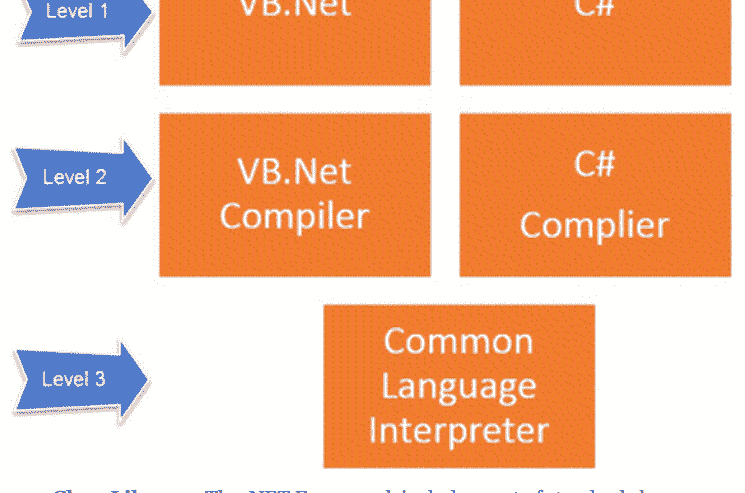 Level 1
VB.Net
C#
Level 2
VB.Net
Compiler
C#
Complier
Level 3
Common
Language
Interpreter